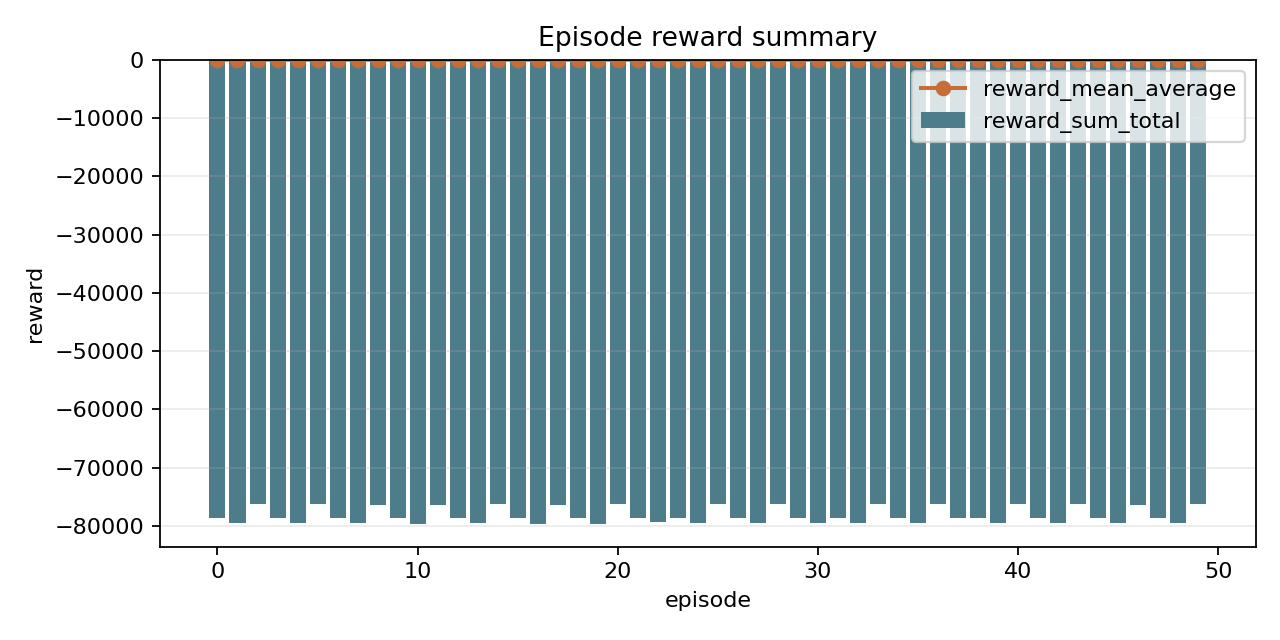 Episode reward summary
0
−10000
−20000
−30000
−40000
−50000
−60000
−70000
−80000
reward
reward_mean_average
reward_sum_total
0 10 20 30 40 50
episode